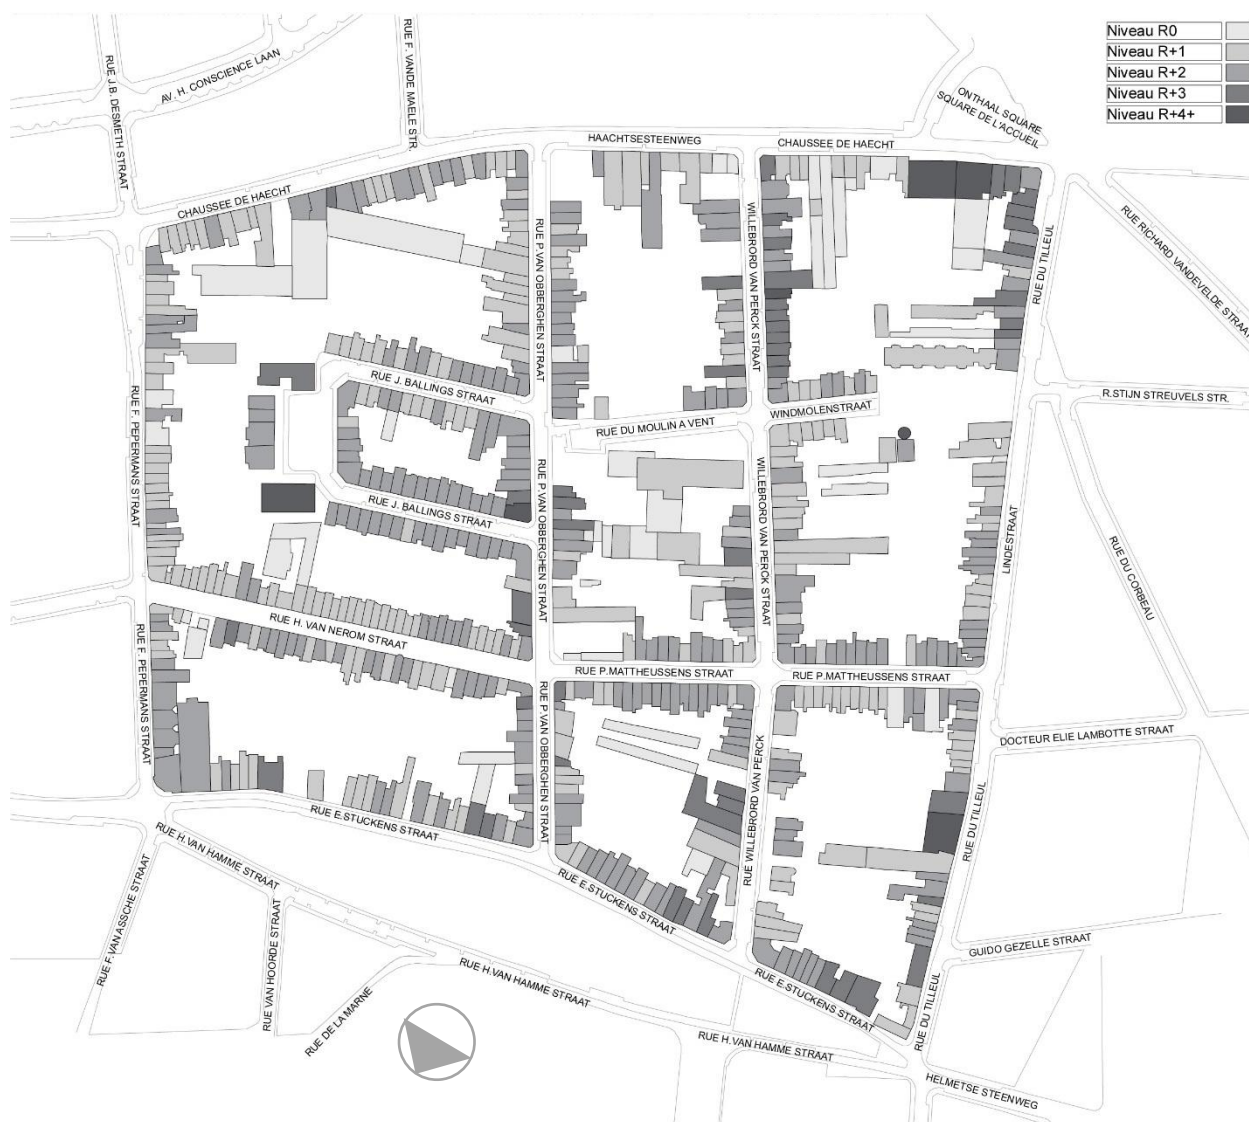 Niveau R0
Niveau R+1
Niveau R+2
Niveau R+3
Niveau R+4+
RUE J.B. DESMETH STRAAT
AV. H. CONSCIENCE LAAN
RUE F. VANDE MAELE STR.
ONTHAAL SQUARE
SQUARE DE L'ACCUEIL
HAACHTSESTEENWEG
CHAUSSEE DE HAECHT
CHAUSSEE DE HAECHT
RUE P.VAN OBBERGHEN STRAAT
WILLEBRORD VAN PERCK STRAAT
RUE DU TILLEUL
RUE RICHARD VANDEVELDE STRAAT
RUE J. BALLINGS STRAAT
R.STIJN STREUVELS STR.
WINDMOLENSTRAAT
RUE DU MOULIN A VENT
RUE F. PEPERMANS STRAAT
RUE P.VAN OBBERGHEN STRAAT
WILLEBRORD VAN PERCK STRAAT
RUE J. BALLINGS STRAAT
LINDESTRAAT
RUE DU CORBEAU
RUE H. VAN NEROM STRAAT
RUE P.MATTHEUSSENS STRAAT
RUE P.MATTHEUSSENS STRAAT
RUE F. PEPERMANS STRAAT
RUE P.VAN OBBERGHEN STRAAT
RUE WILLEBRORD VAN PERCK
DOCTEUR ELIE LAMBOTTE STRAAT
RUE DU TILLEUL
RUE E.STUCKENS STRAAT
RUE H.VAN HAMME STRAAT
RUE F.VAN ASSCHE STRAAT
RUE VAN HOORDE STRAAT
RUE E.STUCKENS STRAAT
GUIDO GEZELLE STRAAT
RUE H.VAN HAMME STRAAT
RUE DE LA MARNE
RUE E.STUCKENS STRAAT
RUE DU TILLEUL
RUE H.VAN HAMME STRAAT
HELMETSE STEENWEG